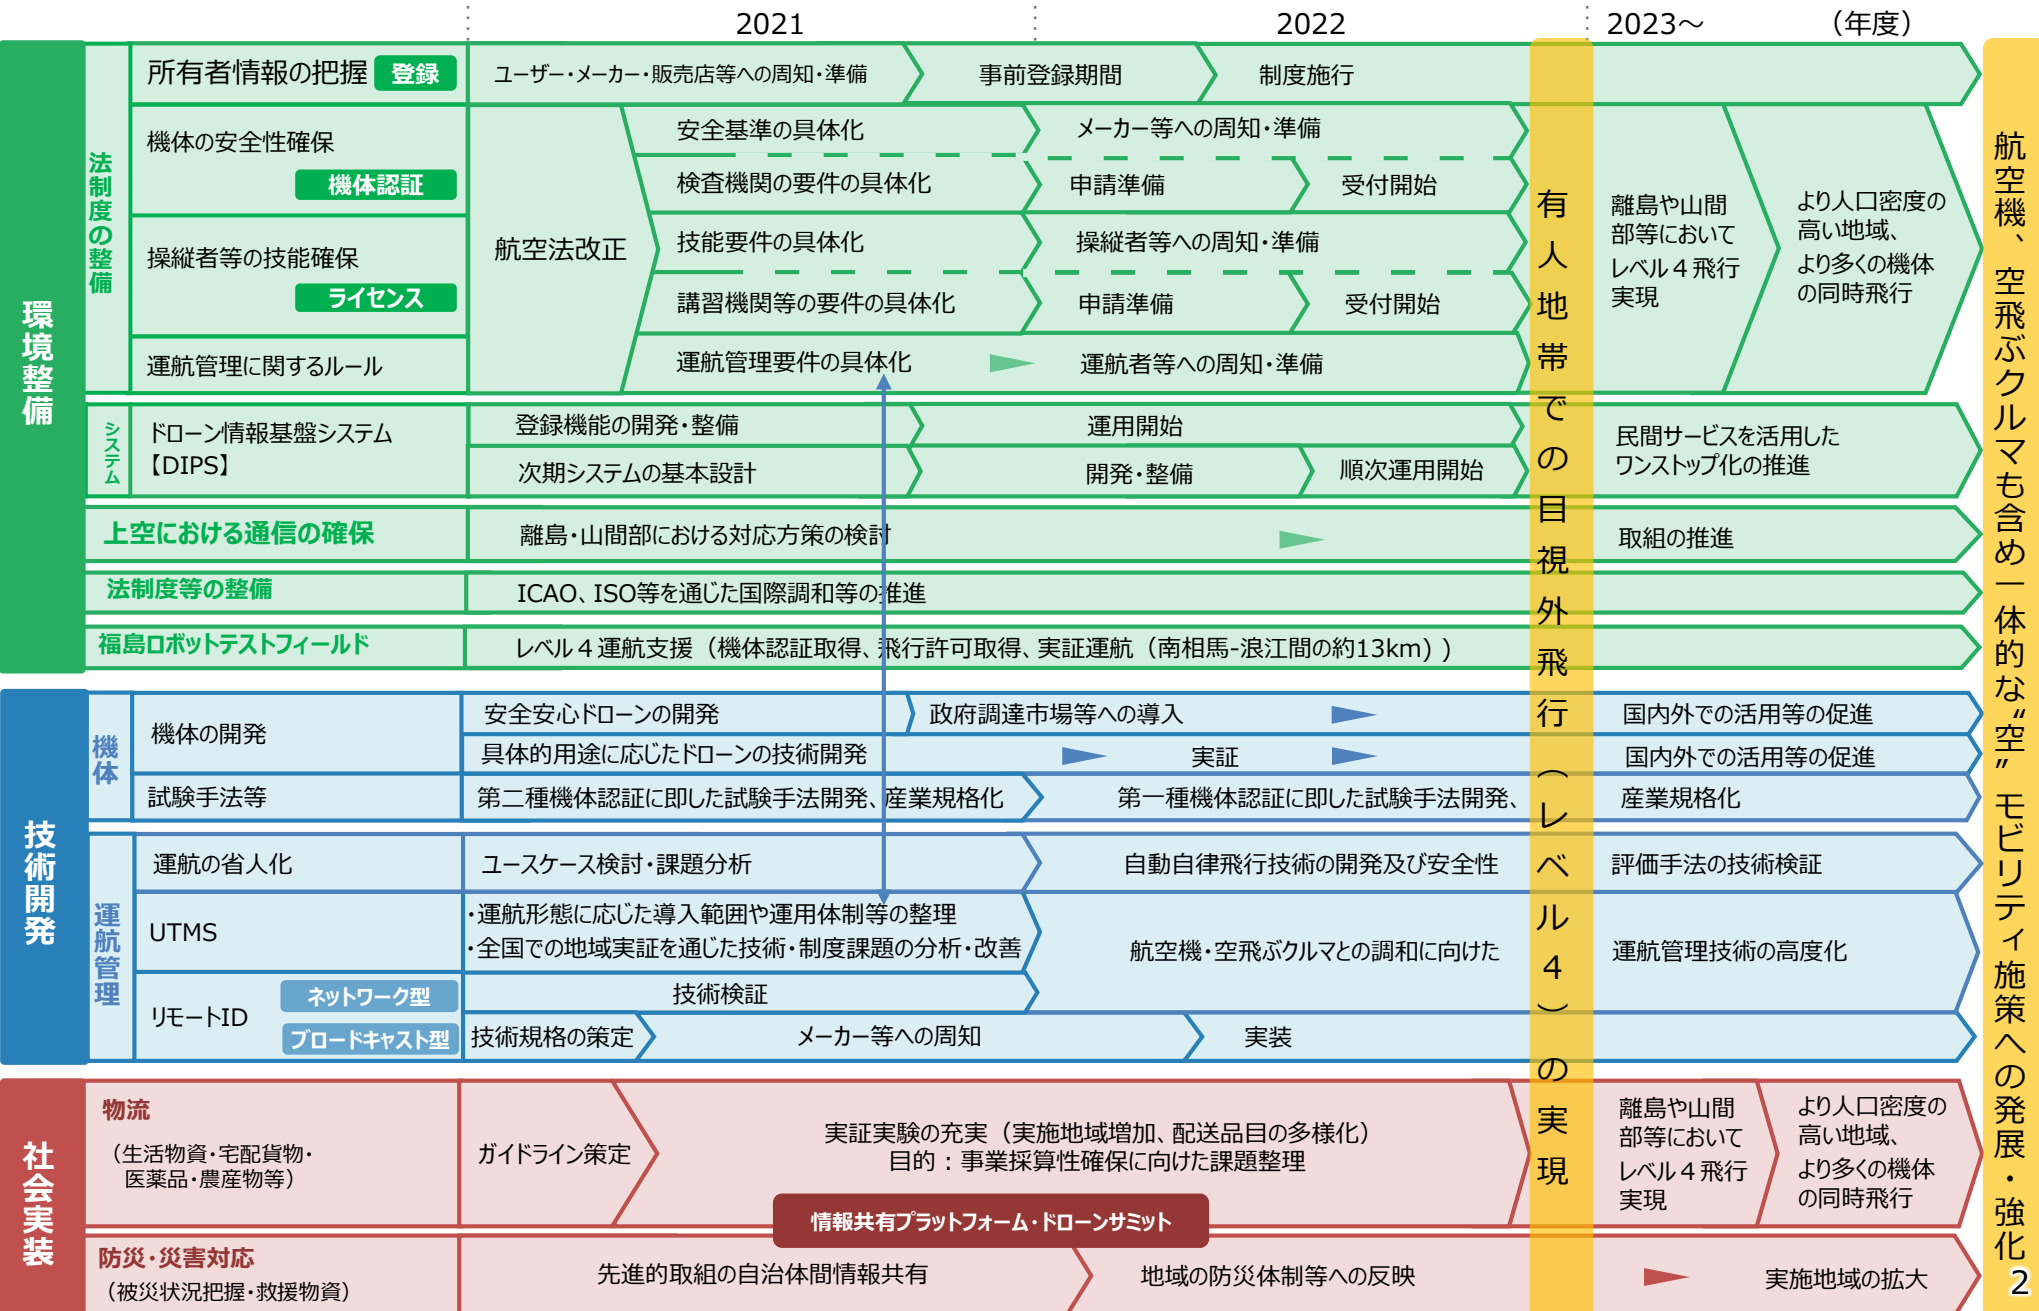 2021
2022
2023～
（年度）
環境整備
法制度の整備
所有者情報の把握
登録
ユーザー・メーカー・販売店等への周知・準備
事前登録期間
制度施行
機体の安全性確保
機体認証
操縦者等の技能確保
ライセンス
運航管理に関するルール
航空法改正
安全基準の具体化
メーカー等への周知・準備
検査機関の要件の具体化
申請準備
受付開始
技能要件の具体化
操縦者等への周知・準備
講習機関等の要件の具体化
申請準備
受付開始
運航管理要件の具体化
運航者等への周知・準備
離島や山間
部等において
レベル４飛行
実現
より人口密度の
高い地域、
より多くの機体
の同時飛行
システム
ドローン情報基盤システム
【DIPS】
登録機能の開発・整備
運用開始
次期システムの基本設計
開発・整備
順次運用開始
民間サービスを活用した
ワンストップ化の推進
上空における通信の確保
離島・山間部における対応方策の検討
取組の推進
法制度等の整備
ICAO、ISO等を通じた国際調和等の推進
福島ロボットテストフィールド
レベル４運航支援（機体認証取得、飛行許可取得、実証運航（南相馬-浪江間の約13km））
技術開発
機体
機体の開発
安全安心ドローンの開発
政府調達市場等への導入
国内外での活用等の促進
具体的用途に応じたドローンの技術開発
実証
国内外での活用等の促進
試験手法等
第二種機体認証に即した試験手法開発、産業規格化
第一種機体認証に即した試験手法開発、
産業規格化
運航管理
運航の省人化
ユースケース検討・課題分析
自動自律飛行技術の開発及び安全性
評価手法の技術検証
UTMS
・運航形態に応じた導入範囲や運用体制等の整理
・全国での地域実証を通じた技術・制度課題の分析・改善
航空機・空飛ぶクルマとの調和に向けた
運航管理技術の高度化
リモートID
ネットワーク型
技術検証
ブロードキャスト型
技術規格の策定
メーカー等への周知
実装
社会実装
物流
（生活物資・宅配貨物・
医薬品・農産物等）
ガイドライン策定
実証実験の充実（実施地域増加、配送品目の多様化）
目的：事業採算性確保に向けた課題整理
離島や山間
部等において
レベル４飛行
実現
より人口密度の
高い地域、
より多くの機体
の同時飛行
情報共有プラットフォーム・ドローンサミット
防災・災害対応
（被災状況把握・救援物資）
先進的取組の自治体間情報共有
地域の防災体制等への反映
実施地域の拡大
有人地帯での目視外飛行（レベル４）の実現
航空機、空飛ぶクルマも含め一体的な“空”モビリティ施策への発展・強化
2